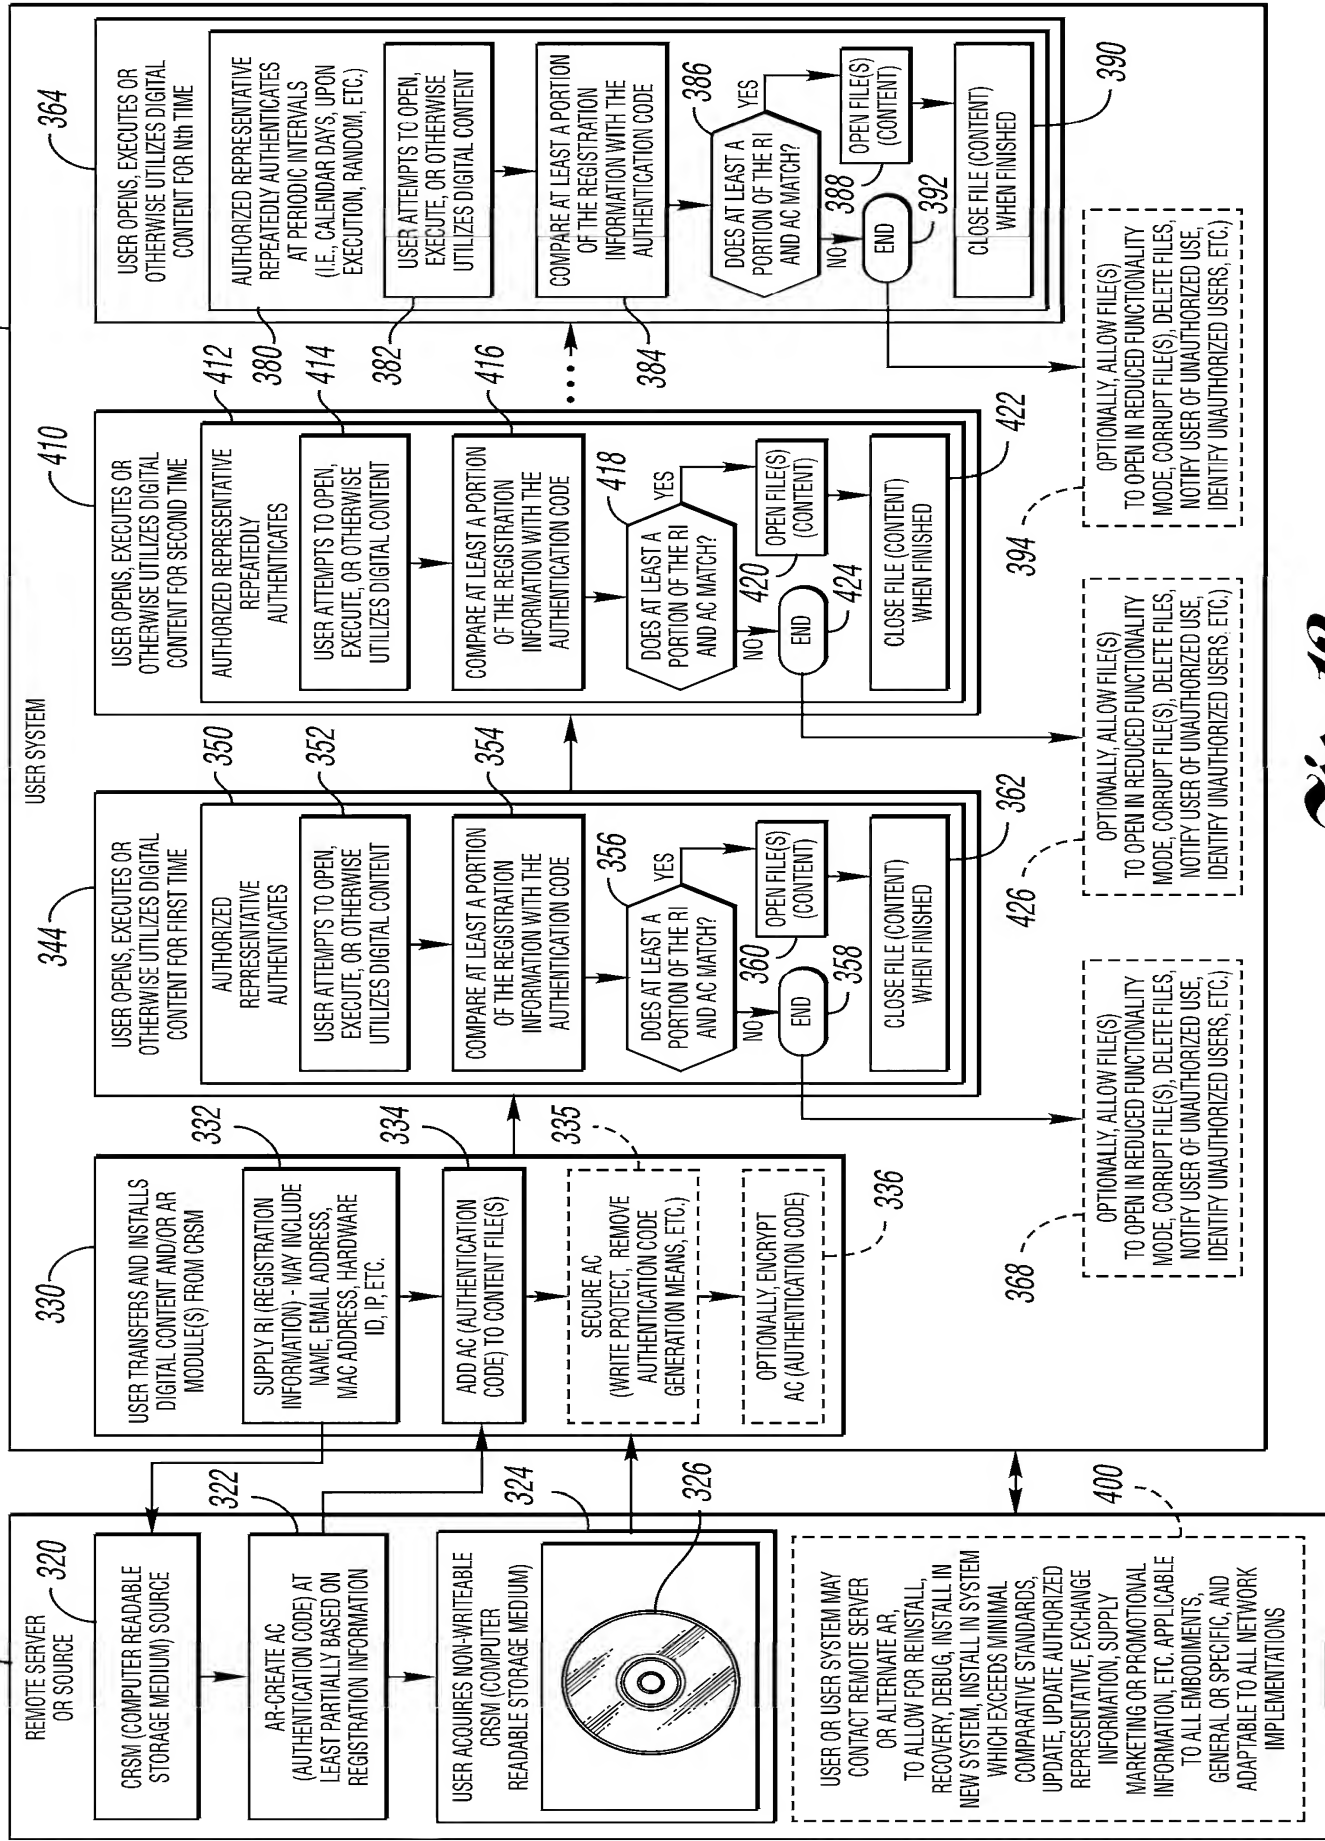 REMOTE SERVER
OR SOURCE
320
CRSM (COMPUTER READABLE
STORAGE MEDIUM) SOURCE
322
AR-CREATE AC
(AUTHENTICATION CODE) AT
LEAST PARTIALLY BASED ON
REGISTRATION INFORMATION
324
USER ACQUIRES NON-WRITEABLE
CRSM (COMPUTER
READABLE STORAGE MEDIUM)
326
400
USER OR USER SYSTEM MAY
CONTACT REMOTE SERVER
OR ALTERNATE AR,
TO ALLOW FOR REINSTALL,
RECOVERY, DEBUG, INSTALL IN
NEW SYSTEM, INSTALL IN SYSTEM
WHICH EXCEEDS MINIMAL
COMPARATIVE STANDARDS,
UPDATE, UPDATE AUTHORIZED
REPRESENTATIVE, EXCHANGE
INFORMATION, SUPPLY
MARKETING OR PROMOTIONAL
INFORMATION, ETC. APPLICABLE
TO ALL EMBODIMENTS,
GENERAL OR SPECIFIC, AND
ADAPTABLE TO ALL NETWORK
IMPLEMENTATIONS
USER SYSTEM
330
USER TRANSFERS AND INSTALLS
DIGITAL CONTENT AND/OR AR
MODULE(S) FROM CRSM
332
SUPPLY RI (REGISTRATION
INFORMATION) - MAY INCLUDE
NAME, EMAIL ADDRESS,
MAC ADDRESS, HARDWARE
ID, IP, ETC.
334
ADD AC (AUTHENTICATION
CODE) TO CONTENT FILE(S)
335
SECURE AC
(WRITE PROTECT, REMOVE
AUTHENTICATION CODE
GENERATION MEANS, ETC.)
336
OPTIONALLY, ENCRYPT
AC (AUTHENTICATION CODE)
344
USER OPENS, EXECUTES OR
OTHERWISE UTILIZES DIGITAL
CONTENT FOR FIRST TIME
350
AUTHORIZED
REPRESENTATIVE
AUTHENTICATES
352
USER ATTEMPTS TO OPEN,
EXECUTE, OR OTHERWISE
UTILIZES DIGITAL CONTENT
354
COMPARE AT LEAST A PORTION
OF THE REGISTRATION
INFORMATION WITH THE
AUTHENTICATION CODE
356
DOES AT LEAST A
PORTION OF THE RI
AND AC MATCH?
YES
NO
360
OPEN FILE(S)
(CONTENT)
END
358
362
CLOSE FILE (CONTENT)
WHEN FINISHED
368
OPTIONALLY, ALLOW FILE(S)
TO OPEN IN REDUCED FUNCTIONALITY
MODE, CORRUPT FILE(S), DELETE FILES,
NOTIFY USER OF UNAUTHORIZED USE,
IDENTIFY UNAUTHORIZED USERS, ETC.)
410
USER OPENS, EXECUTES OR
OTHERWISE UTILIZES DIGITAL
CONTENT FOR SECOND TIME
412
AUTHORIZED REPRESENTATIVE
REPEATEDLY
AUTHENTICATES
414
USER ATTEMPTS TO OPEN,
EXECUTE, OR OTHERWISE
UTILIZES DIGITAL CONTENT
416
COMPARE AT LEAST A PORTION
OF THE REGISTRATION
INFORMATION WITH THE
AUTHENTICATION CODE
418
DOES AT LEAST A
PORTION OF THE RI
AND AC MATCH?
YES
NO
420
OPEN FILE(S)
(CONTENT)
END
424
422
CLOSE FILE (CONTENT)
WHEN FINISHED
426
OPTIONALLY, ALLOW FILE(S)
TO OPEN IN REDUCED FUNCTIONALITY
MODE, CORRUPT FILE(S), DELETE FILES,
NOTIFY USER OF UNAUTHORIZED USE,
IDENTIFY UNAUTHORIZED USERS, ETC.)
364
USER OPENS, EXECUTES OR
OTHERWISE UTILIZES DIGITAL
CONTENT FOR Nth TIME
380
AUTHORIZED REPRESENTATIVE
REPEATEDLY AUTHENTICATES
AT PERIODIC INTERVALS
(I.E., CALENDAR DAYS, UPON
EXECUTION, RANDOM, ETC.)
382
USER ATTEMPTS TO OPEN,
EXECUTE, OR OTHERWISE
UTILIZES DIGITAL CONTENT
384
COMPARE AT LEAST A PORTION
OF THE REGISTRATION
INFORMATION WITH THE
AUTHENTICATION CODE
386
DOES AT LEAST A
PORTION OF THE RI
AND AC MATCH?
YES
NO
388
OPEN FILE(S)
(CONTENT)
END
392
390
CLOSE FILE (CONTENT)
WHEN FINISHED
394
OPTIONALLY, ALLOW FILE(S)
TO OPEN IN REDUCED FUNCTIONALITY
MODE, CORRUPT FILE(S), DELETE FILES,
NOTIFY USER OF UNAUTHORIZED USE,
IDENTIFY UNAUTHORIZED USERS, ETC.)